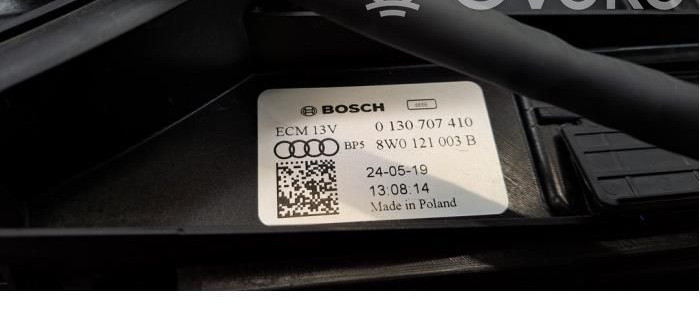 BOSCH
ECM 13V 0 130 707 410
BP5 8W0 121 003 B
24-05-19
13:08:14
Made in Poland